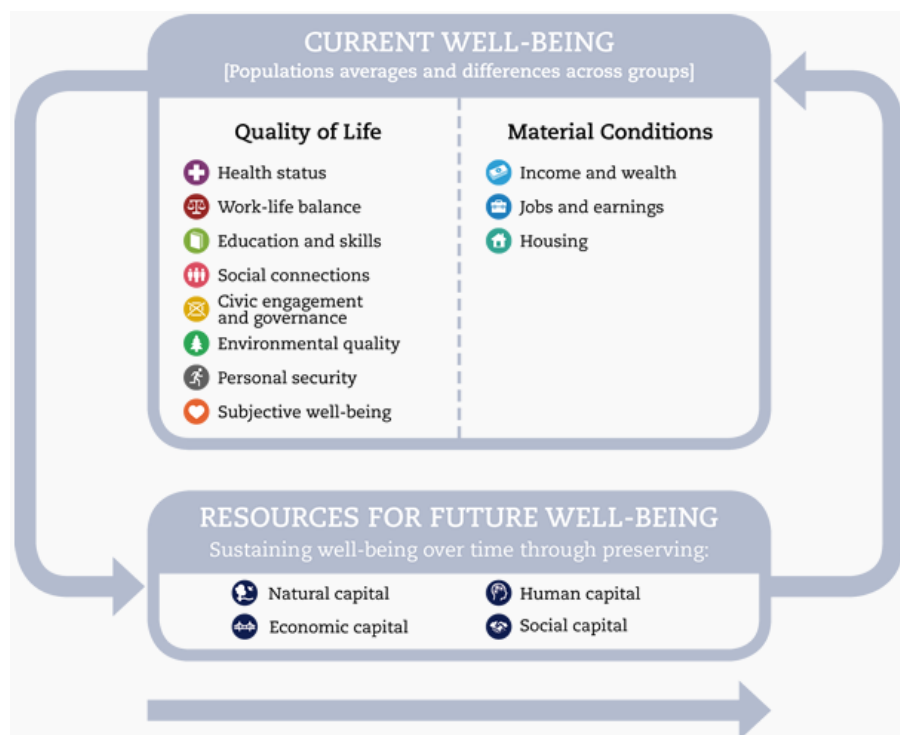 CURRENT WELL-BEING
[Populations averages and differences across groups]
Quality of Life
Health status
Work-life balance
Education and skills
Social connections
Civic engagement
and governance
Environmental quality
Personal security
Subjective well-being
Material Conditions
Income and wealth
Jobs and earnings
Housing
RESOURCES FOR FUTURE WELL-BEING
Sustaining well-being over time through preserving:
Natural capital
Economic capital
Human capital
Social capital